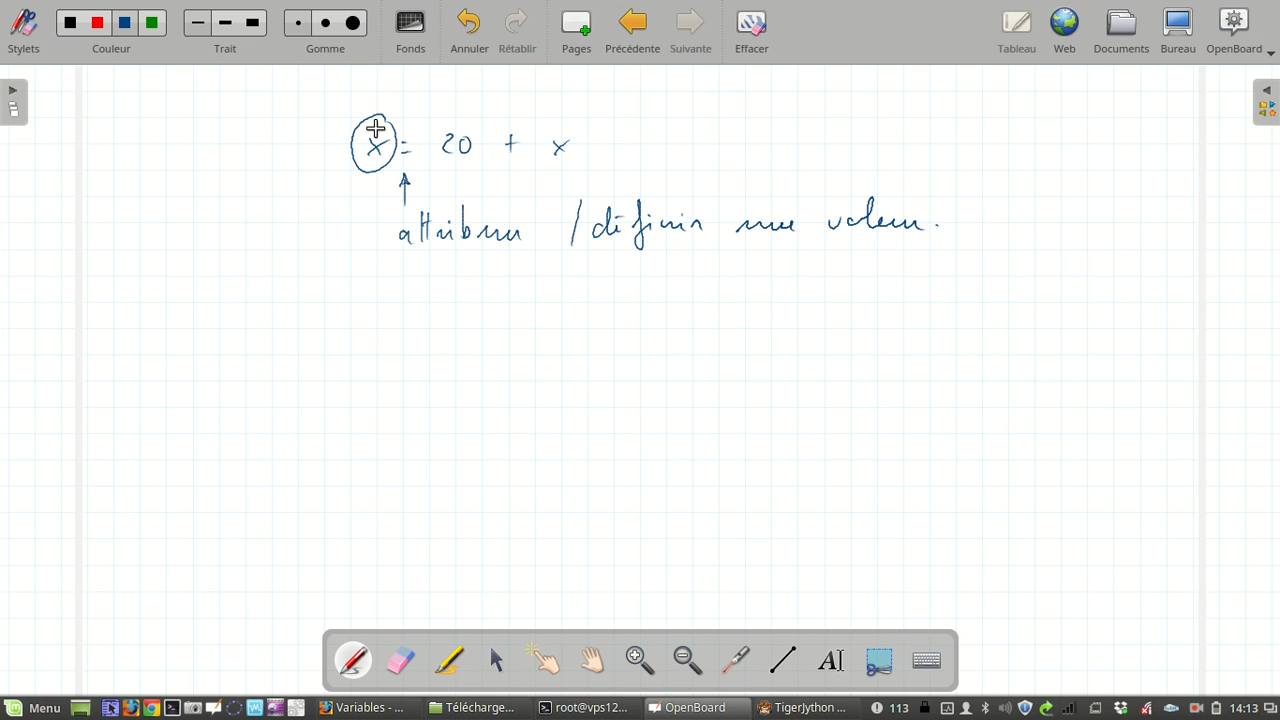 Stylets Couleur Trait Gomme Fonds Annuler Rétablir Pages Précédente Suivante Effacer Tableau Web Documents Bureau OpenBoard
x = 20 + x
attribuer / définir une valeur.
Menu Variables - ... Télécharge... root@vps12... OpenBoard TigerJython ... 113 14:13